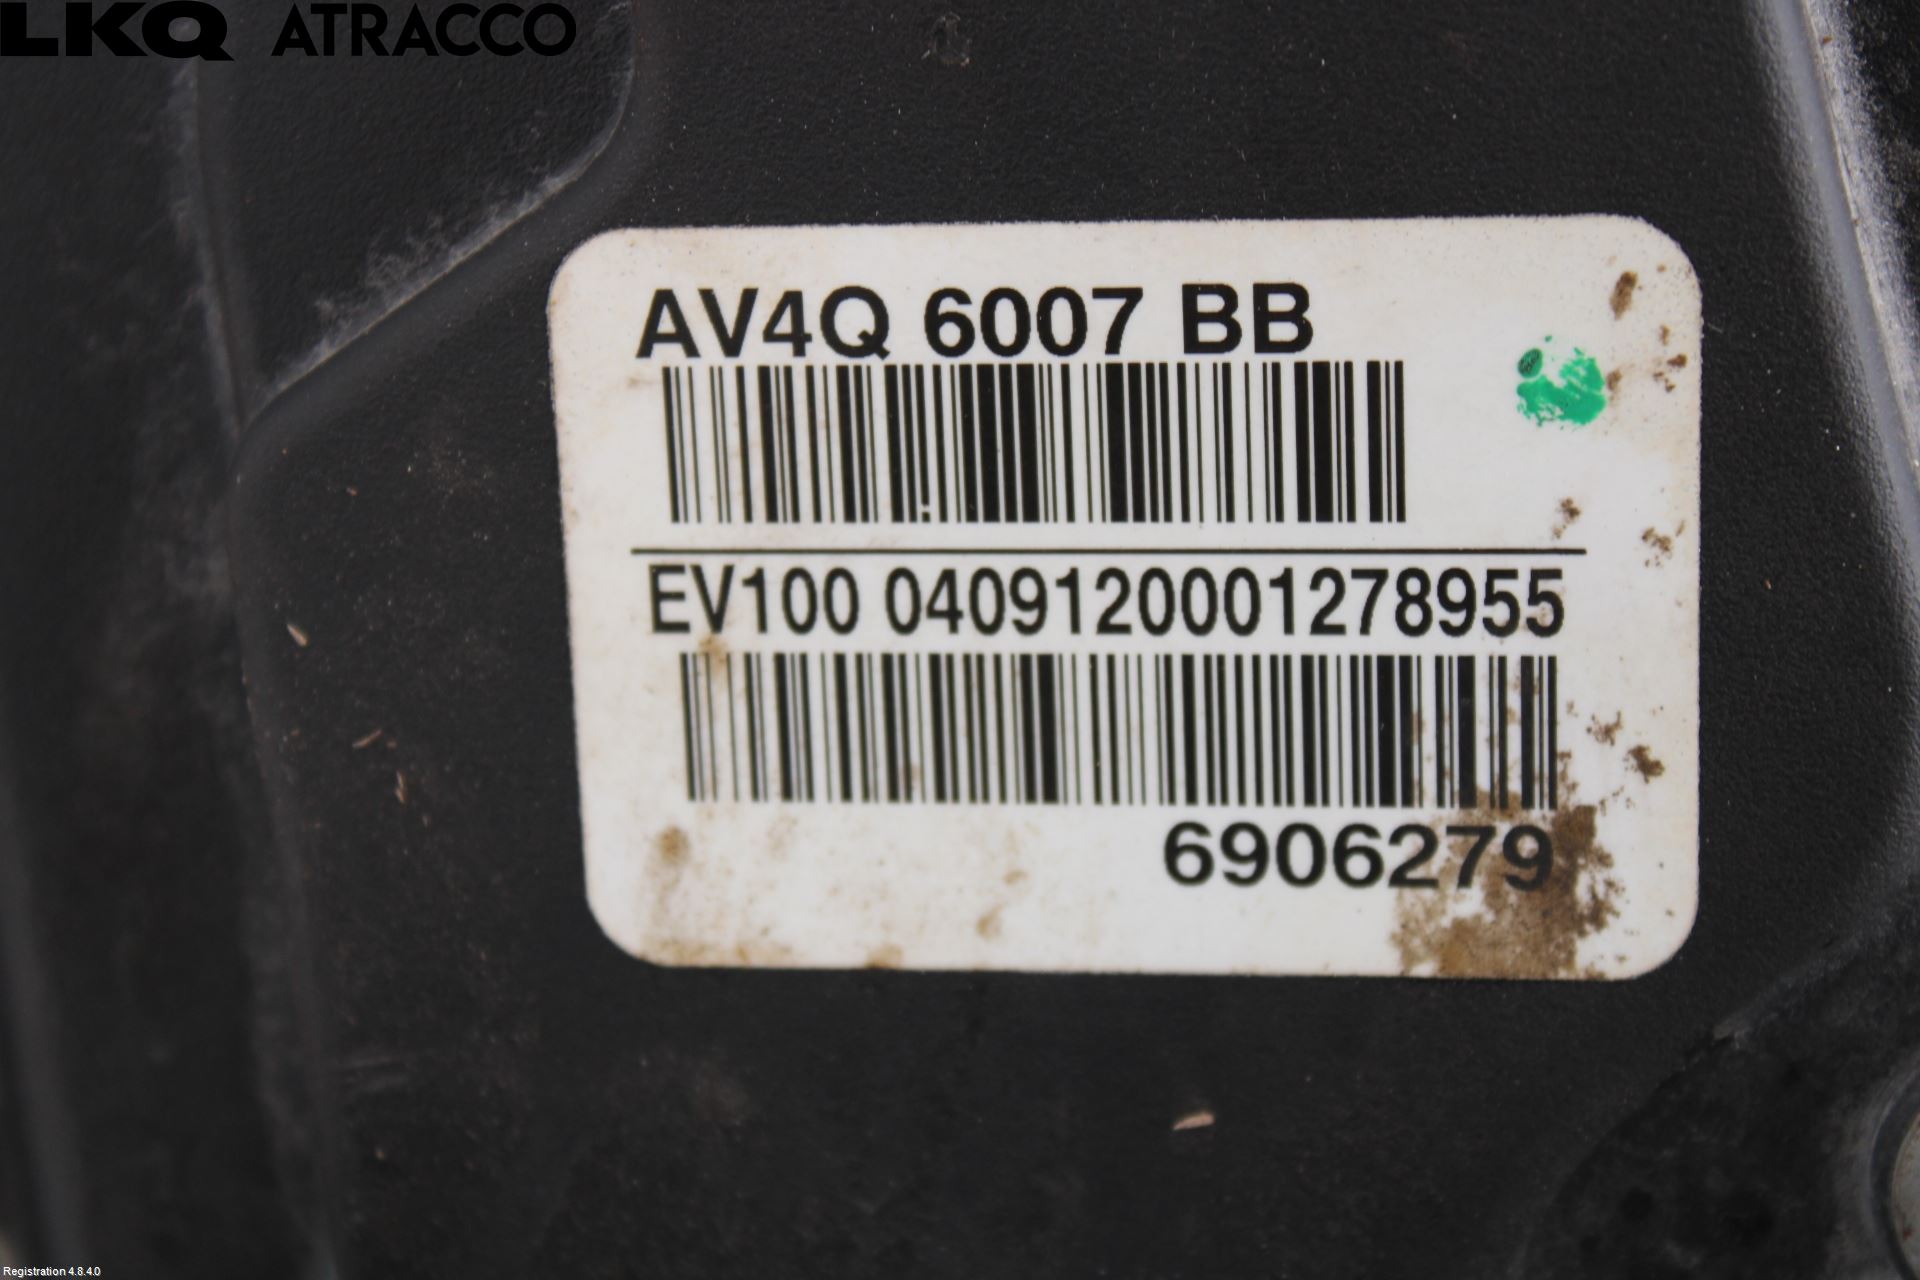 LKQ ATRACCO
AV4Q 6007 BB
EV100 0409120001278955
6906279
Registration 4.8.4.0